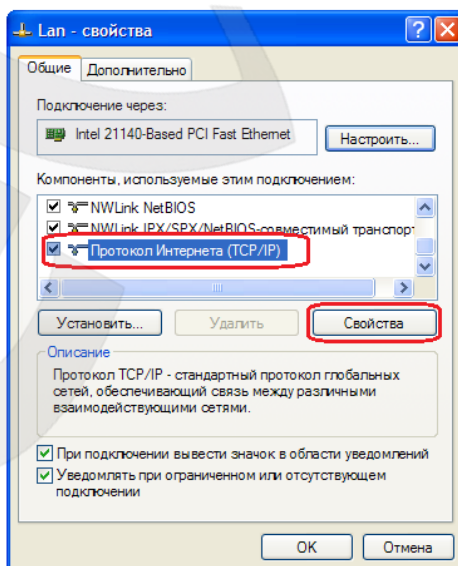 Lan - свойства
Общие
Дополнительно
Подключение через:
Intel 21140-Based PCI Fast Ethernet
Настроить...
Компоненты, используемые этим подключением:
NWLink NetBIOS
NWLink IPX/SPX/NetBIOS-совместимый транспор
Протокол Интернета (TCP/IP)
Установить...
Удалить
Свойства
Описание
Протокол TCP/IP - стандартный протокол глобальных
сетей, обеспечивающий связь между различными
взаимодействующими сетями.
При подключении вывести значок в области уведомлений
Уведомлять при ограниченном или отсутствующем
подключении
OK
Отмена